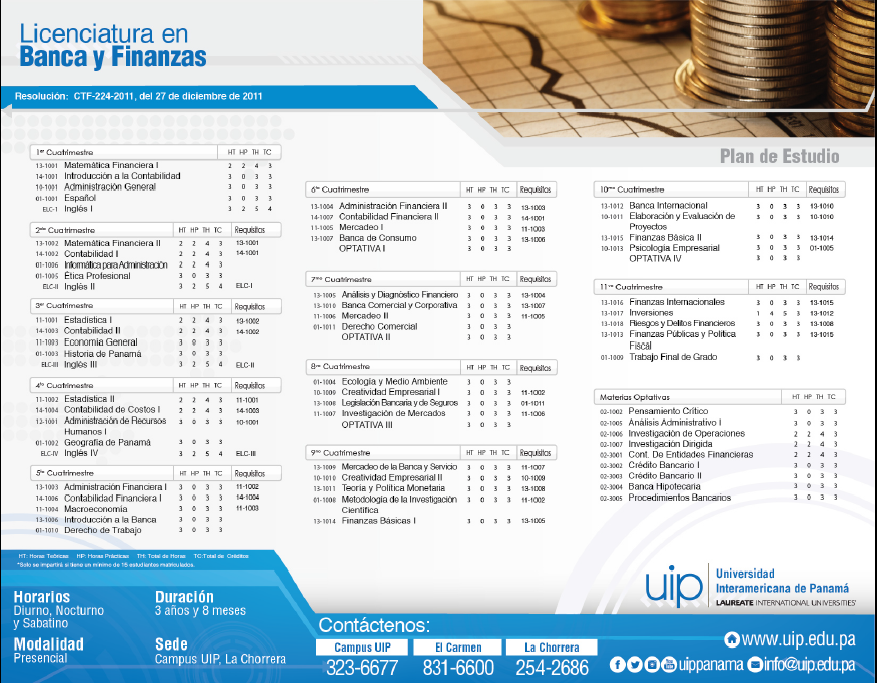 Licenciatura en
Banca y Finanzas
Resolución: CTF-224-2011, del 27 de diciembre de 2011
Plan de Estudio
1er Cuatrimestre HT HP TH TC
13-1001 Matemática Financiera I 2 2 4 3
14-1001 Introducción a la Contabilidad 3 0 3 3
10-1001 Administración General 3 0 3 3
01-1001 Español 3 0 3 3
ELC-1 Inglés I 3 2 5 4
2do Cuatrimestre HT HP TH TC Requisitos
13-1002 Matemática Financiera II 2 2 4 3 13-1001
14-1002 Contabilidad I 2 2 4 3 14-1001
01-1006 Informática para Administración 2 2 4 3
01-1005 Ética Profesional 3 0 3 3
ELC-II Inglés II 3 2 5 4 ELC-I
3er Cuatrimestre HT HP TH TC Requisitos
11-1001 Estadística I 2 2 4 3 13-1002
14-1003 Contabilidad II 2 2 4 3 14-1002
11-1003 Economía General 3 0 3 3
01-1003 Historia de Panamá 3 0 3 3
ELC-III Inglés III 3 2 5 4 ELC-II
4to Cuatrimestre HT HP TH TC Requisitos
11-1002 Estadística II 2 2 4 3 11-1001
14-1004 Contabilidad de Costos I 2 2 4 3 14-1003
12-1001 Administración de Recursos 3 0 3 3 10-1001
Humanos I
01-1002 Geografía de Panamá 3 0 3 3
ELC-IV Inglés IV 3 2 5 4 ELC-III
5to Cuatrimestre HT HP TH TC Requisitos
13-1003 Administración Financiera I 3 0 3 3 11-1002
14-1006 Contabilidad Financiera I 3 0 3 3 14-1004
11-1004 Macroeconomía 3 0 3 3 11-1003
13-1006 Introducción a la Banca 3 0 3 3
01-1010 Derecho de Trabajo 3 0 3 3
6to Cuatrimestre HT HP TH TC Requisitos
13-1004 Administración Financiera II 3 0 3 3 13-1003
14-1007 Contabilidad Financiera II 3 0 3 3 14-1001
11-1005 Mercadeo I 3 0 3 3 11-1003
13-1007 Banca de Consumo 3 0 3 3 13-1006
OPTATIVA I 3 0 3 3
7mo Cuatrimestre HT HP TH TC Requisitos
13-1005 Análisis y Diagnóstico Financiero 3 0 3 3 13-1004
13-1010 Banca Comercial y Corporativa 3 0 3 3 13-1007
11-1006 Mercadeo II 3 0 3 3 11-1005
01-1011 Derecho Comercial 3 0 3 3
OPTATIVA II 3 0 3 3
8vo Cuatrimestre HT HP TH TC Requisitos
01-1004 Ecología y Medio Ambiente 3 0 3 3
10-1009 Creatividad Empresarial I 3 0 3 3 11-1002
13-1008 Legislación Bancaria y de Seguros 3 0 3 3 01-1011
11-1007 Investigación de Mercados 3 0 3 3 11-1006
OPTATIVA III 3 0 3 3
9no Cuatrimestre HT HP TH TC Requisitos
13-1009 Mercadeo de la Banca y Servicio 3 0 3 3 11-1007
10-1010 Creatividad Empresarial II 3 0 3 3 10-1009
13-1011 Teoría y Política Monetaria 3 0 3 3 13-1008
01-1008 Metodología de la Investigación 3 0 3 3 11-1002
Científica
13-1014 Finanzas Básicas I 3 0 3 3 13-1005
10mo Cuatrimestre HT HP TH TC Requisitos
13-1012 Banca Internacional 3 0 3 3 13-1010
10-1011 Elaboración y Evaluación de 3 0 3 3 10-1010
Proyectos
13-1015 Finanzas Básica II 3 0 3 3 13-1014
10-1013 Psicología Empresarial 3 0 3 3 01-1005
OPTATIVA IV 3 0 3 3
11vo Cuatrimestre HT HP TH TC Requisitos
13-1016 Finanzas Internacionales 3 0 3 3 13-1015
13-1017 Inversiones 1 4 5 3 13-1012
13-1018 Riesgos y Delitos Financieros 3 0 3 3 13-1008
13-1013 Finanzas Públicas y Política 3 0 3 3 13-1015
Fiscal
01-1009 Trabajo Final de Grado 3 0 3 3
Materias Optativas HT HP TH TC
02-1002 Pensamiento Crítico 3 0 3 3
02-1005 Análisis Administrativo I 3 0 3 3
02-1006 Investigación de Operaciones 2 2 4 3
02-1007 Investigación Dirigida 2 2 4 3
02-3001 Cont. De Entidades Financieras 2 2 4 3
02-3002 Crédito Bancario I 3 0 3 3
02-3003 Crédito Bancario II 3 0 3 3
02-3004 Banca Hipotecaria 3 0 3 3
02-3005 Procedimientos Bancarios 3 0 3 3
HT: Horas Teóricas HP: Horas Prácticas TH: Total de Horas TC: Total de Créditos
*Solo se impartirá si tiene un mínimo de 15 estudiantes matriculados.
Horarios
Diurno, Nocturno
y Sabatino
Duración
3 años y 8 meses
Modalidad
Presencial
Sede
Campus UIP, La Chorrera
uip
Universidad
Interamericana de Panamá
LAUREATE INTERNATIONAL UNIVERSITIES
Contáctenos:
Campus UIP
323-6677
El Carmen
831-6600
La Chorrera
254-2686
www.uip.edu.pa
uippanama info@uip.edu.pa